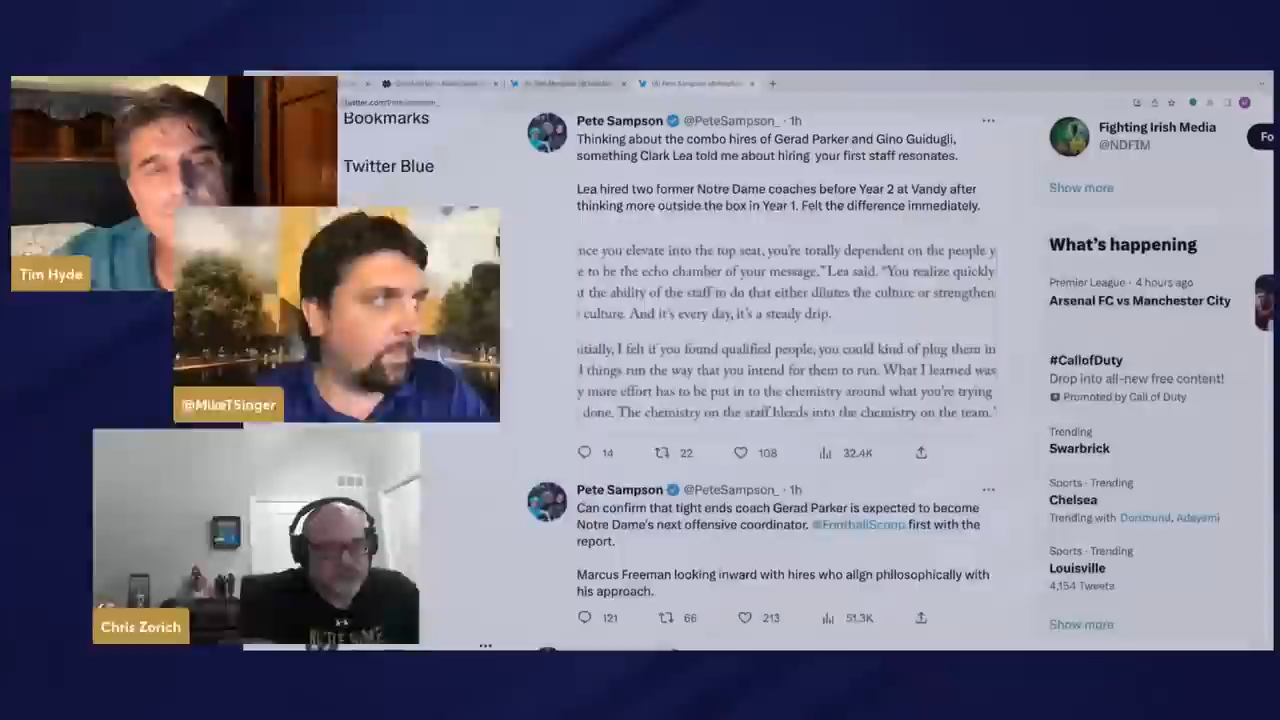 Tim Hyde
@MikeTSinger
Chris Zorich
NOTRE DAME
twitter.com/PeteSampson_
Bookmarks
Twitter Blue
Pete Sampson @PeteSampson_ · 1h
Thinking about the combo hires of Gerad Parker and Gino Guidugli,
something Clark Lea told me about hiring your first staff resonates.
Lea hired two former Notre Dame coaches before Year 2 at Vandy after
thinking more outside the box in Year 1. Felt the difference immediately.
nce you elevate into the top seat, you're totally dependent on the people y
e to be the echo chamber of your message," Lea said. "You realize quickly
at the ability of the staff to do that either dilutes the culture or strengthen
culture. And it's every day, it's a steady drip.
itially, I felt if you found qualified people, you could kind of plug them in
l things run the way that you intend for them to run. What I learned was
y more effort has to be put in to the chemistry around what you're trying
done. The chemistry on the staff bleeds into the chemistry on the team.'
14 22 108 32.4K
Pete Sampson @PeteSampson_ · 1h
Can confirm that tight ends coach Gerad Parker is expected to become
Notre Dame's next offensive coordinator. @FootballScoop first with the
report.
Marcus Freeman looking inward with hires who align philosophically with
his approach.
121 66 213 51.3K
Fighting Irish Media
@NDFIM
Fo
Show more
What's happening
Premier League · 4 hours ago
Arsenal FC vs Manchester City
#CallofDuty
Drop into all-new free content!
Promoted by Call of Duty
Trending
Swarbrick
Sports · Trending
Chelsea
Trending with Dortmund, Adeyemi
Sports · Trending
Louisville
4,154 Tweets
Show more